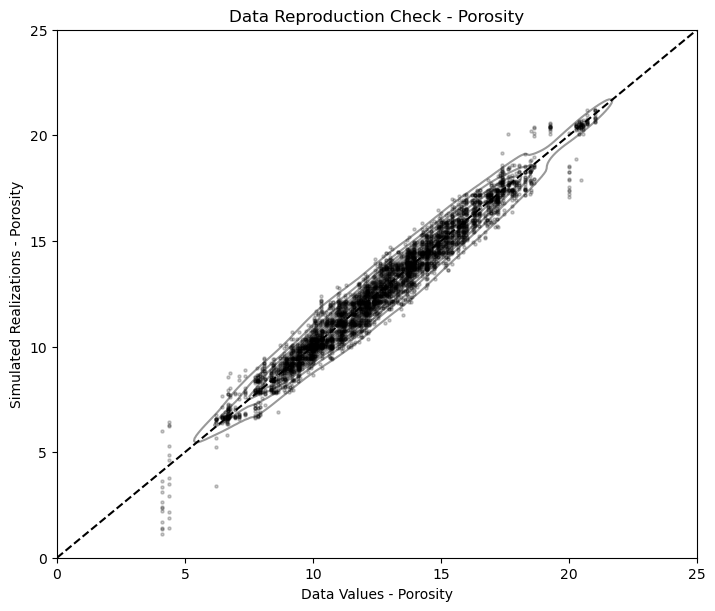 Data Reproduction Check - Porosity
Simulated Realizations - Porosity
25
20
15
10
5
0
0 5 10 15 20 25
Data Values - Porosity